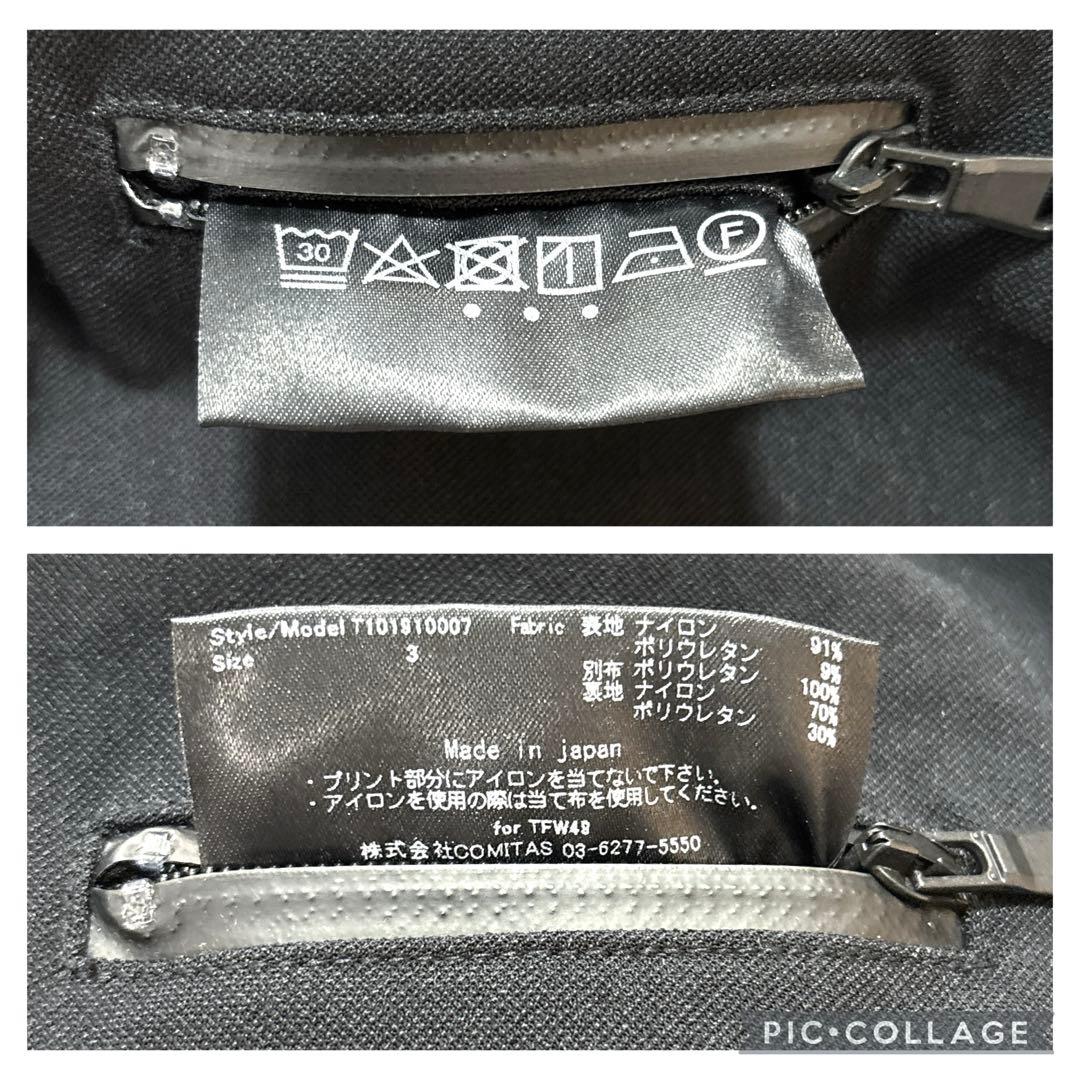 30
F
Style/Model T101910007 Fabric 表地 ナイロン 91%
Size 3 ポリウレタン 9%
別布 ポリウレタン 100%
裏地 ナイロン 70%
ポリウレタン 30%
Made in japan
・プリント部分にアイロンを当てないで下さい。
・アイロンを使用の際は当て布を使用してください。
for TFW49
株式会社COMITAS 03-6277-5550
PIC•COLLAGE